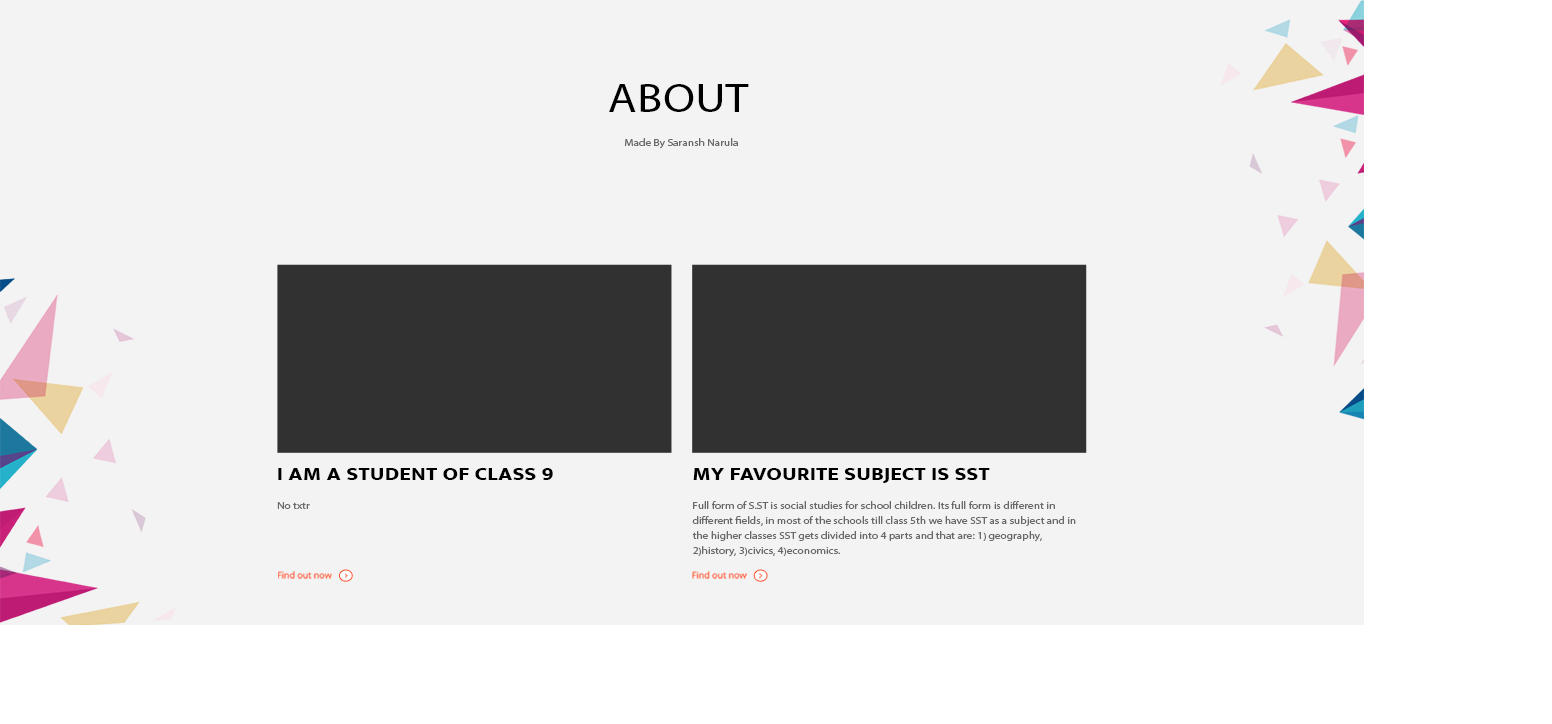 ABOUT
Made By Saransh Narula
I AM A STUDENT OF CLASS 9
No txtr
Find out now
MY FAVOURITE SUBJECT IS SST
Full form of S.ST is social studies for school children. Its full form is different in
different fields, in most of the schools till class 5th we have SST as a subject and in
the higher classes SST gets divided into 4 parts and that are: 1) geography,
2)history, 3)civics, 4)economics.
Find out now